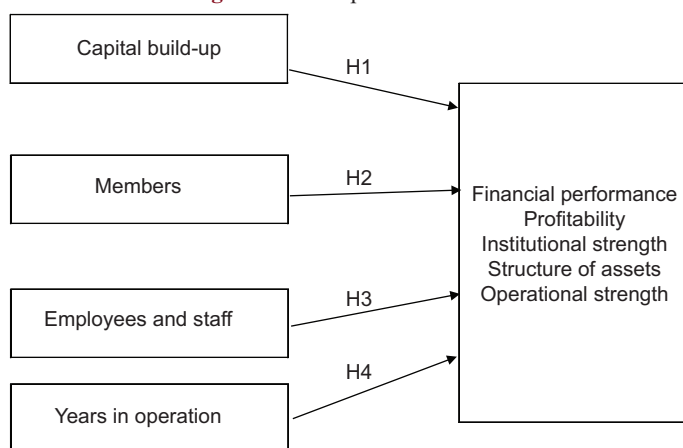 Capital build-up
H1
Members
H2
Financial performance
Profitability
Institutional strength
Structure of assets
Operational strength
Employees and staff
H3
H4
Years in operation